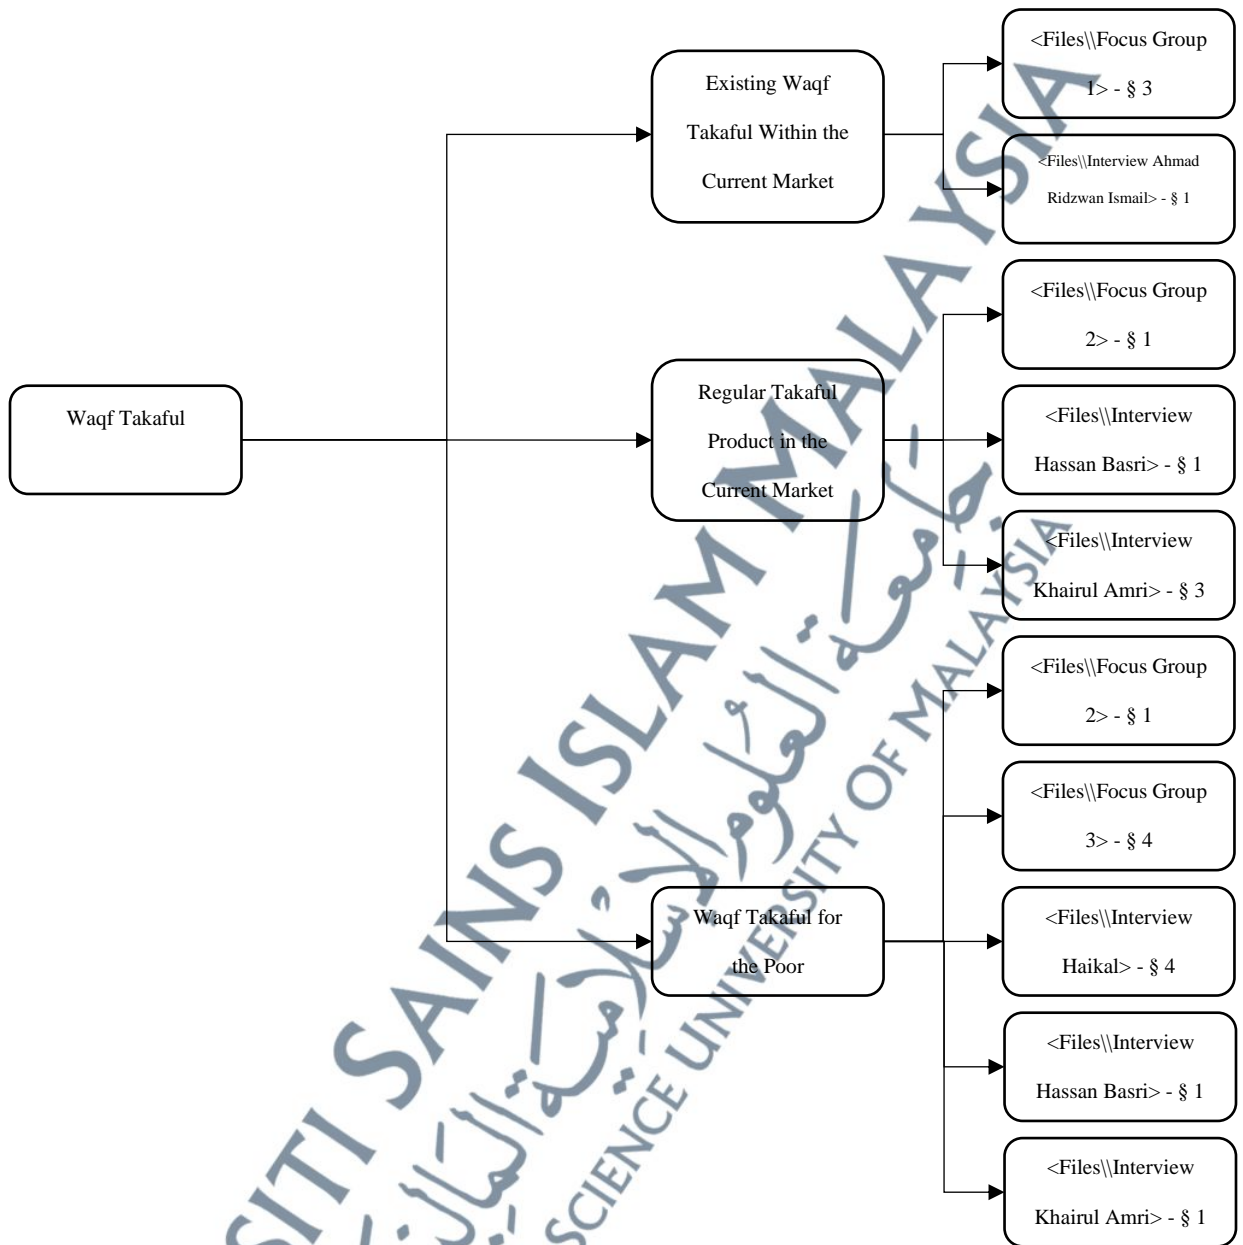 Waqf Takaful
Existing Waqf
Takaful Within the
Current Market
Regular Takaful
Product in the
Current Market
Waqf Takaful for
the Poor
<Files\\Focus Group
1> - § 3
<Files\\Interview Ahmad
Ridzwan Ismail> - § 1
<Files\\Focus Group
2> - § 1
<Files\\Interview
Hassan Basri> - § 1
<Files\\Interview
Khairul Amri> - § 3
<Files\\Focus Group
2> - § 1
<Files\\Focus Group
3> - § 4
<Files\\Interview
Haikal> - § 4
<Files\\Interview
Hassan Basri> - § 1
<Files\\Interview
Khairul Amri> - § 1
SITI SAINS ISLAM MALAYSIA
جامعة العلوم الإسلامية
SCIENCE UNIVERSITY OF MALAYSIA